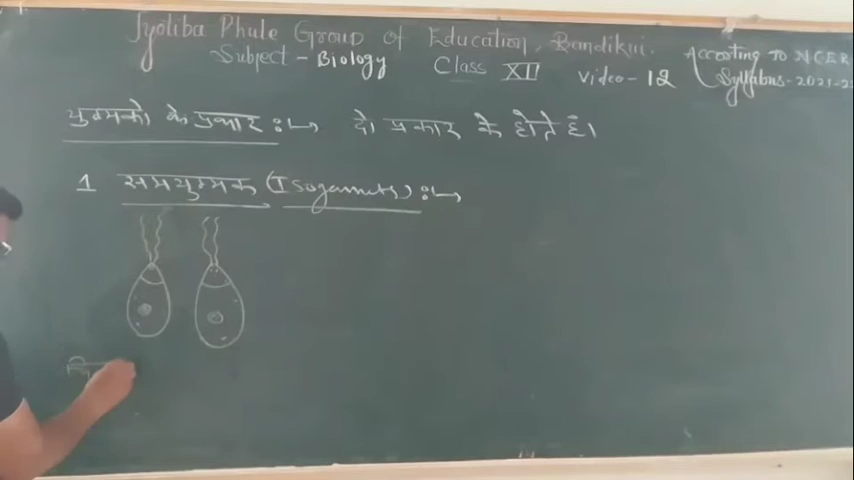 Jyotiba Phule Group of Education, Bandikui.
Subject - Biology Class XII Video - 12
According To NCER
Syllabus - 2021-2
युग्मको के प्रकार :↦ दो प्रकार के होते हैं।
1 समयुग्मक (Isogamets) :↦